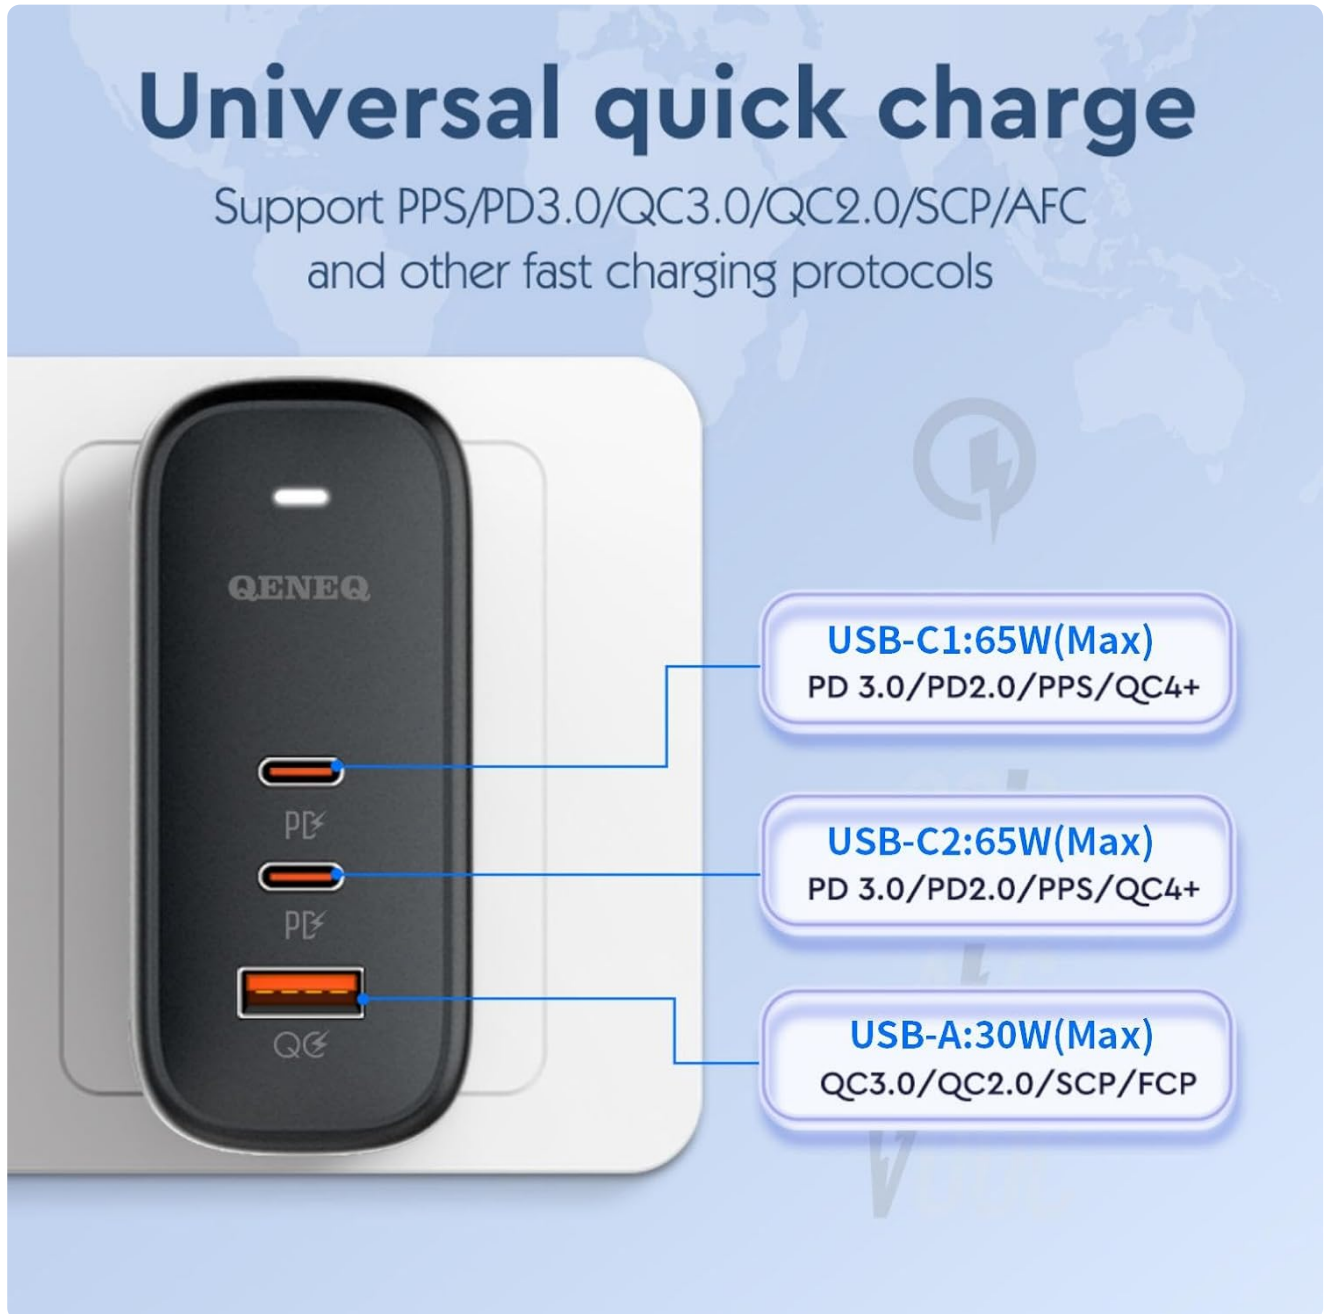 Universal quick charge
Support PPS/PD3.0/QC3.0/QC2.0/SCP/AFC
and other fast charging protocols
QENEQ
USB-C1:65W(Max)
PD 3.0/PD2.0/PPS/QC4+
PD
USB-C2:65W(Max)
PD 3.0/PD2.0/PPS/QC4+
PD
USB-A:30W(Max)
QC3.0/QC2.0/SCP/FCP
QC